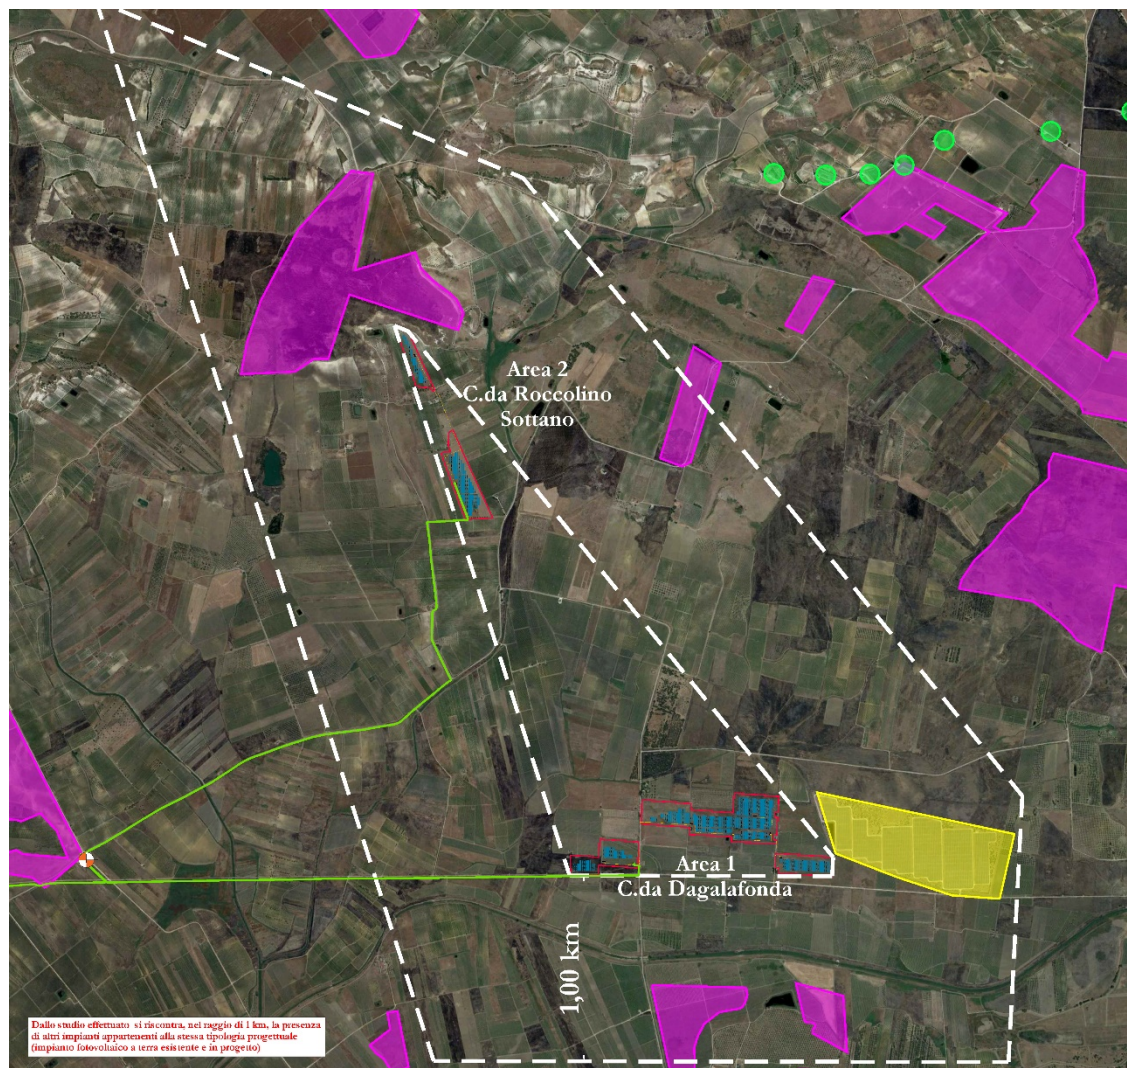 Area 2
C.da Roccolino
Sottano
Area 1
C.da Dagalafonda
1,00 km
Dallo studio effettuato si riscontra, nel raggio di 1 km, la presenza
di altri impianti appartenenti alla stessa tipologia progettuale
(impianto fotovoltaico a terra esistente e in progetto)